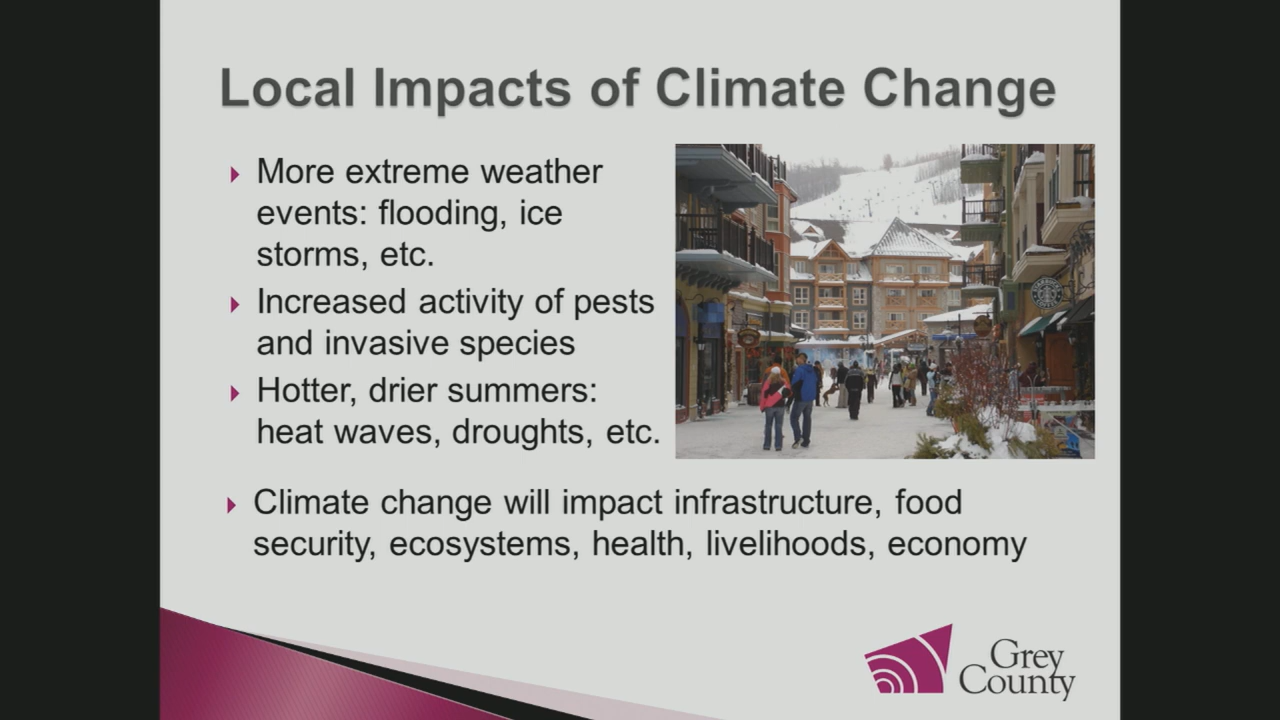 Local Impacts of Climate Change
More extreme weather
events: flooding, ice
storms, etc.
Increased activity of pests
and invasive species
Hotter, drier summers:
heat waves, droughts, etc.
Climate change will impact infrastructure, food
security, ecosystems, health, livelihoods, economy
Grey
County